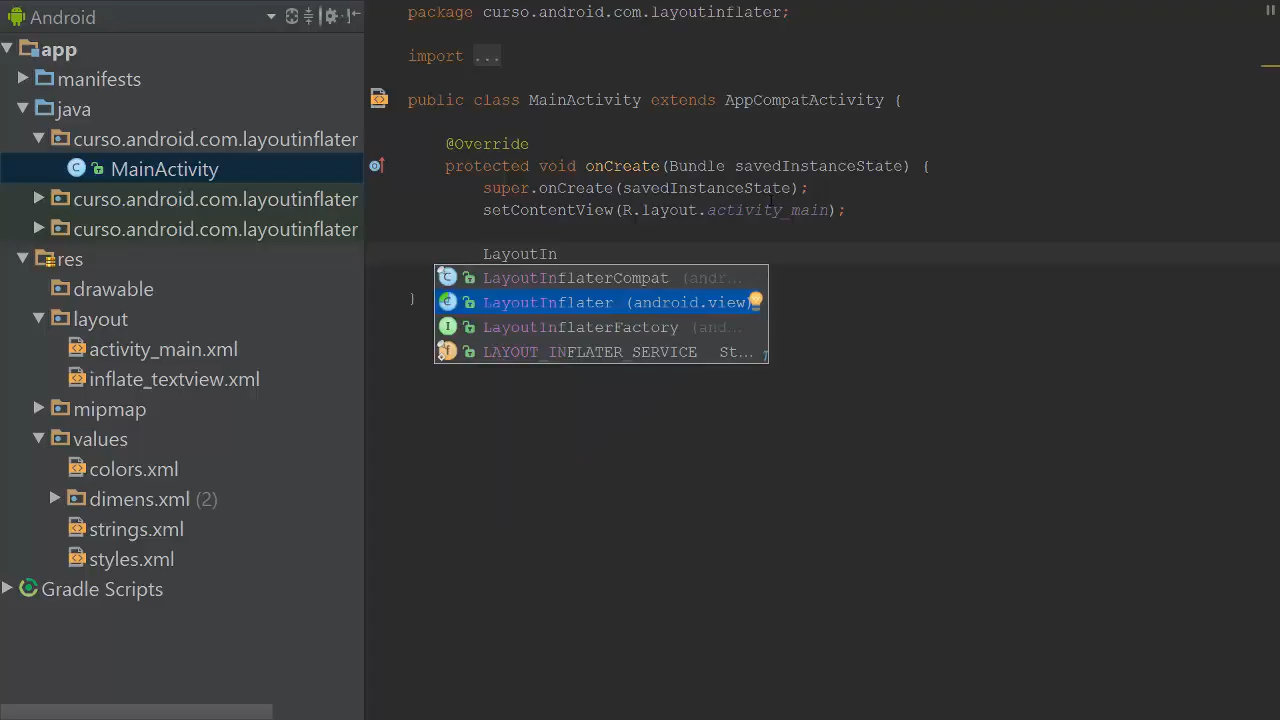 Android
app
manifests
java
curso.android.com.layoutinflater
MainActivity
curso.android.com.layoutinflater
curso.android.com.layoutinflater
res
drawable
layout
activity_main.xml
inflate_textview.xml
mipmap
values
colors.xml
dimens.xml (2)
strings.xml
styles.xml
Gradle Scripts
package curso.android.com.layoutinflater;
import ...
public class MainActivity extends AppCompatActivity {
@Override
protected void onCreate(Bundle savedInstanceState) {
super.onCreate(savedInstanceState);
setContentView(R.layout.activity_main);
LayoutIn
LayoutInflaterCompat (andr...
LayoutInflater (android.view)
LayoutInflaterFactory (and...
LAYOUT_INFLATER_SERVICE St...
}